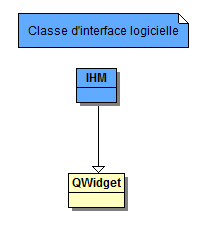 Classe d'interface logicielle
IHM
QWidget